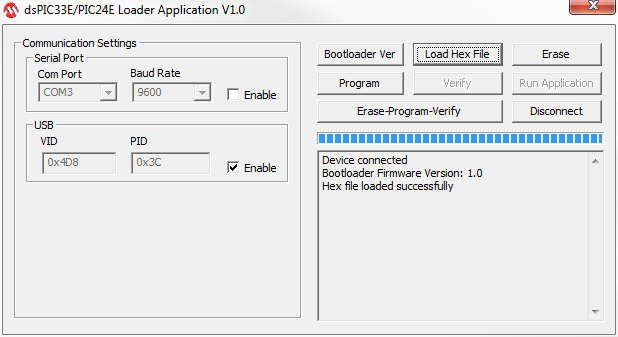 dsPIC33E/PIC24E Loader Application V1.0
Communication Settings
Serial Port
Com Port Baud Rate
COM3 9600 Enable
USB
VID PID
0x4D8 0x3C Enable
Bootloader Ver Load Hex File Erase
Program Verify Run Application
Erase-Program-Verify Disconnect
Device connected
Bootloader Firmware Version: 1.0
Hex file loaded successfully